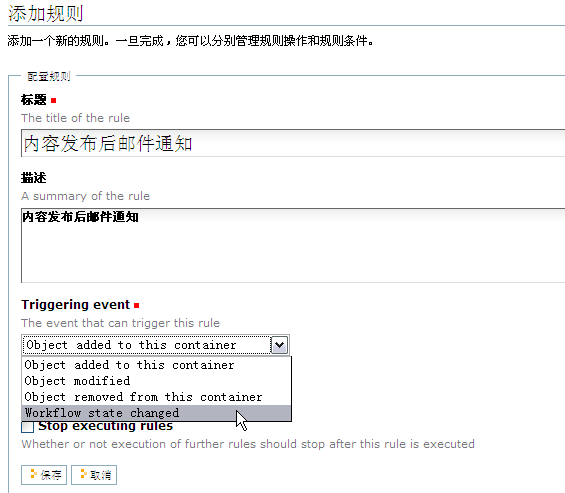 添加规则
添加一个新的规则。一旦完成，您可以分别管理规则操作和规则条件。
配置规则
标题
The title of the rule
内容发布后邮件通知
描述
A summary of the rule
内容发布后邮件通知
Triggering event
The event that can trigger this rule
Object added to this container
Object added to this container
Object modified
Object removed from this container
Workflow state changed
Stop executing rules
Whether or not execution of further rules should stop after this rule is executed
保存 取消